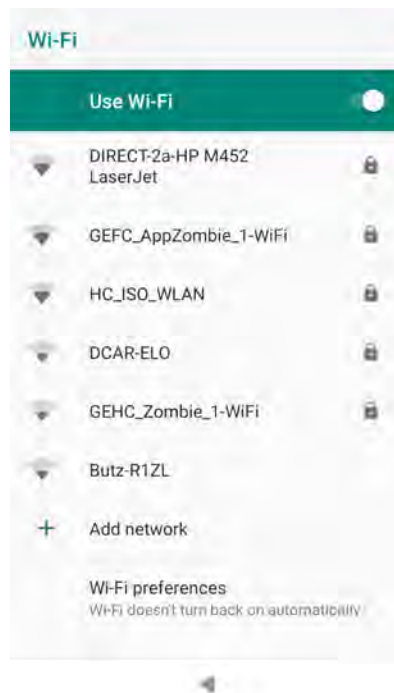 Wi-Fi
Use Wi-Fi
DIRECT-2a-HP M452
LaserJet
GEFC_AppZombie_1-WiFi
HC_ISO_WLAN
DCAR-ELO
GEHC_Zombie_1-WiFi
Butz-R1ZL
Add network
Wi-Fi preferences
Wi-Fi doesn't turn back on automatically